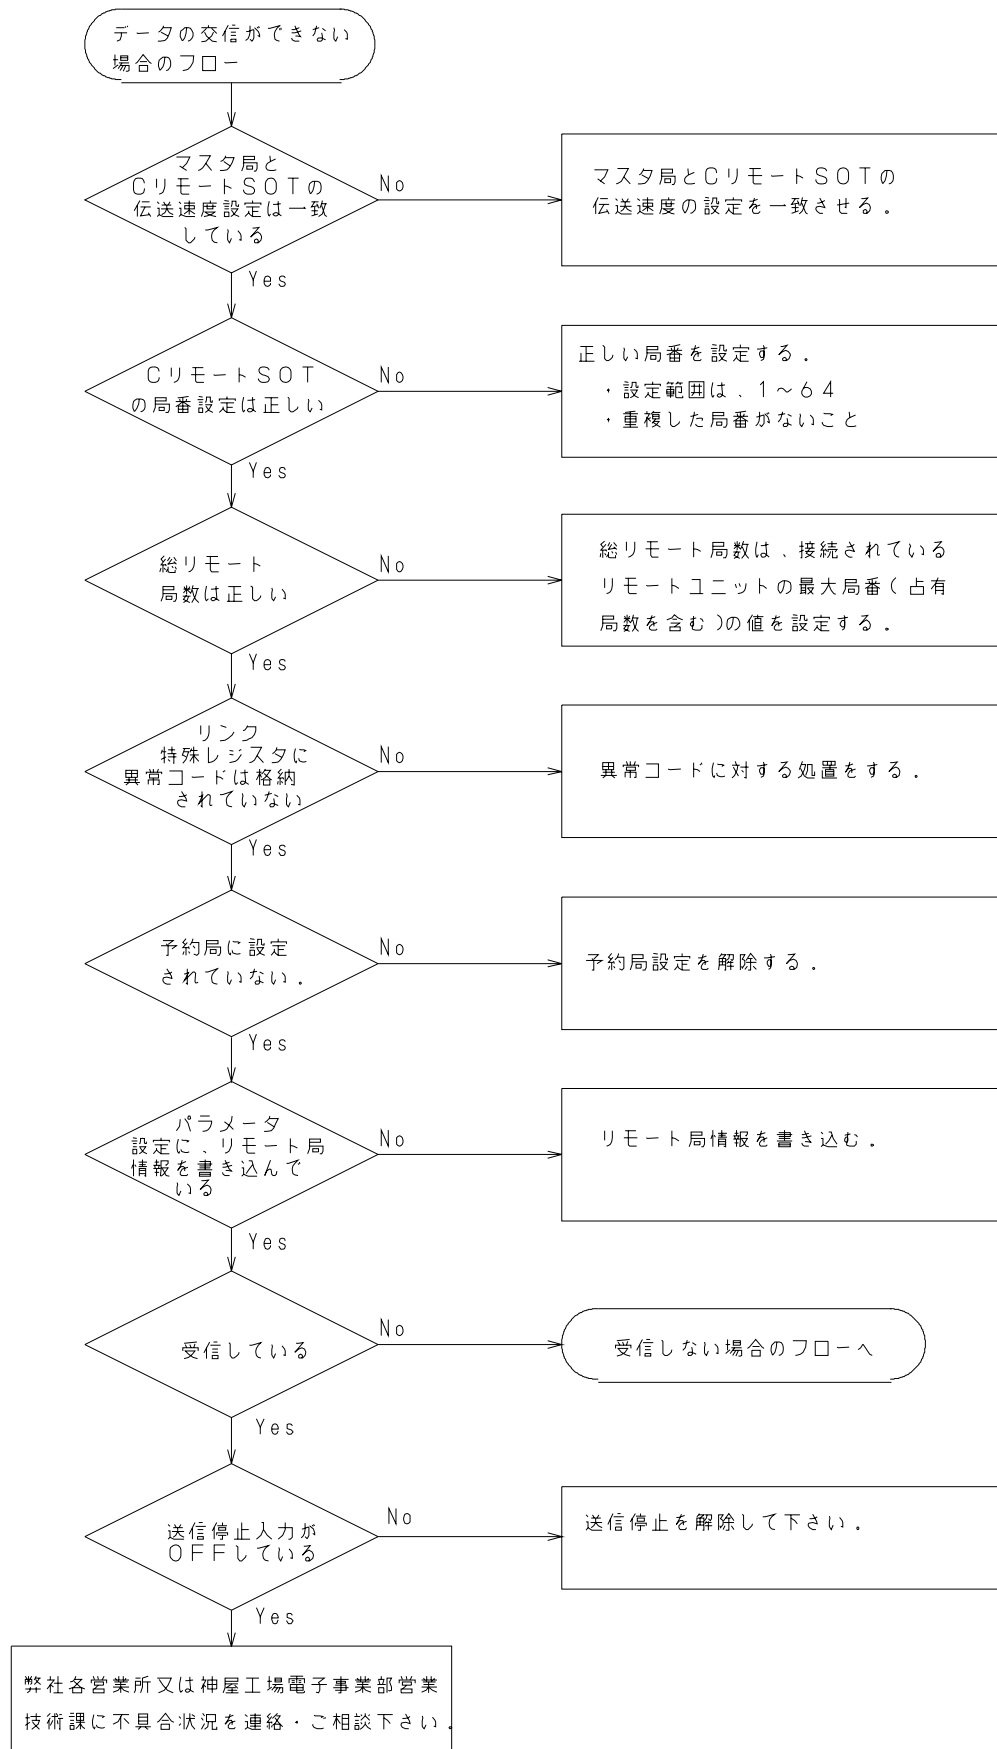 データの交信ができない
場合のフロー
マスタ局と
CリモートSOTの
伝送速度設定は一致
している
No
マスタ局とCリモートSOTの
伝送速度の設定を一致させる.
Yes
CリモートSOT
の局番設定は正しい
No
正しい局番を設定する.
・設定範囲は、1～64
・重複した局番がないこと
Yes
総リモート
局数は正しい
No
総リモート局数は、接続されている
リモートユニットの最大局番(占有
局数を含む)の値を設定する.
Yes
リンク
特殊レジスタに
異常コードは格納
されていない
No
異常コードに対する処置をする.
Yes
予約局に設定
されていない.
No
予約局設定を解除する.
Yes
パラメータ
設定に、リモート局
情報を書き込んで
いる
No
リモート局情報を書き込む.
Yes
受信している
No
受信しない場合のフローへ
Yes
送信停止入力が
OFFしている
No
送信停止を解除して下さい.
Yes
弊社各営業所又は神屋工場電子事業部営業
技術課に不具合状況を連絡・ご相談下さい.